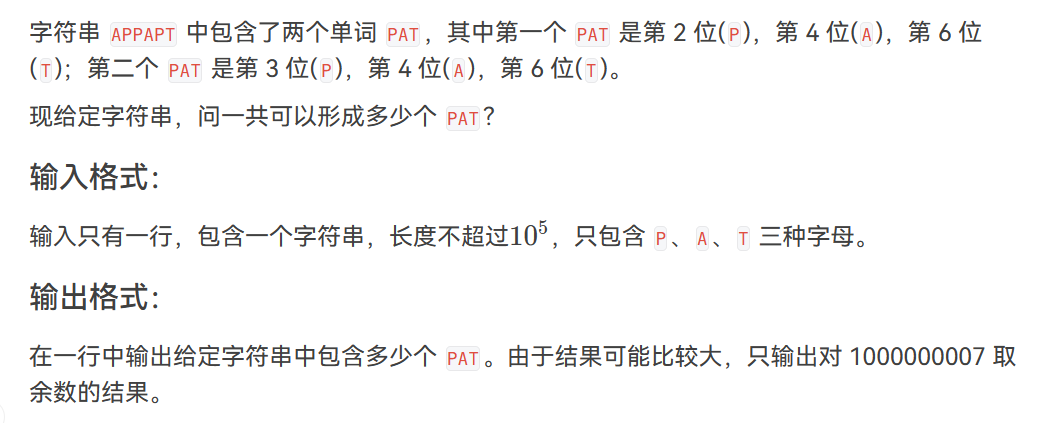 字符串 APPAPT 中包含了两个单词 PAT，其中第一个 PAT 是第 2 位(P)，第 4 位(A)，第 6 位
(T)；第二个 PAT 是第 3 位(P)，第 4 位(A)，第 6 位(T)。
现给定字符串，问一共可以形成多少个 PAT？
输入格式：
输入只有一行，包含一个字符串，长度不超过10⁵，只包含 P、A、T 三种字母。
输出格式：
在一行中输出给定字符串中包含多少个 PAT。由于结果可能比较大，只输出对 1000000007 取
余数的结果。